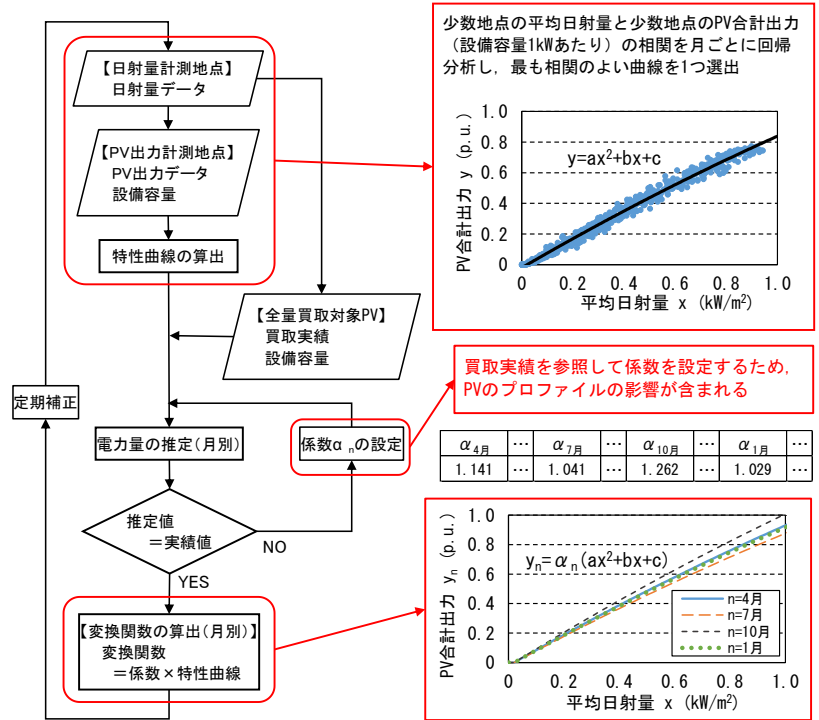 【日射量計測地点】
日射量データ
【PV出力計測地点】
PV出力データ
設備容量
特性曲線の算出
【全量買取対象PV】
買取実績
設備容量
定期補正
電力量の推定(月別)
係数α n の設定
推定値
＝実績値
NO
YES
【変換関数の算出(月別)】
変換関数
＝係数×特性曲線
少数地点の平均日射量と少数地点のPV合計出力
(設備容量1kWあたり)の相関を月ごとに回帰
分析し，最も相関のよい曲線を1つ選出
PV合計出力 y (p.u.)
1.0
0.8
0.6
0.4
0.2
0
y=ax²+bx+c
0 0.2 0.4 0.6 0.8 1.0
平均日射量 x (kW/m²)
買取実績を参照して係数を設定するため，
PVのプロファイルの影響が含まれる
α4月 … α7月 … α10月 … α1月 …
1.141 … 1.041 … 1.262 … 1.029 …
PV合計出力 yn (p.u.)
1.0
0.8
0.6
0.4
0.2
0
yn=αn(ax²+bx+c)
n=4月
n=7月
n=10月
n=1月
0 0.2 0.4 0.6 0.8 1.0
平均日射量 x (kW/m²)